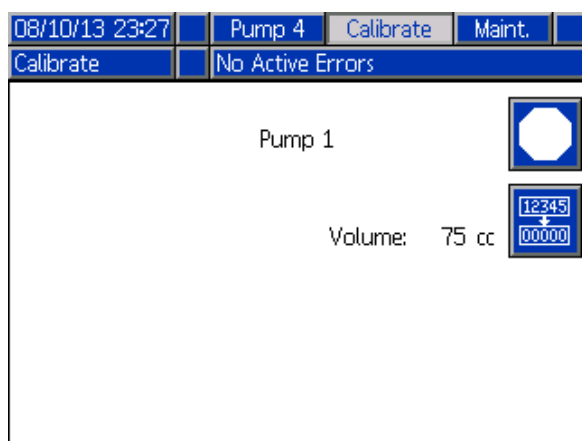 08/10/13 23:27 Pump 4 Calibrate Maint.
Calibrate No Active Errors
Pump 1
12345
Volume: 75 cc 00000